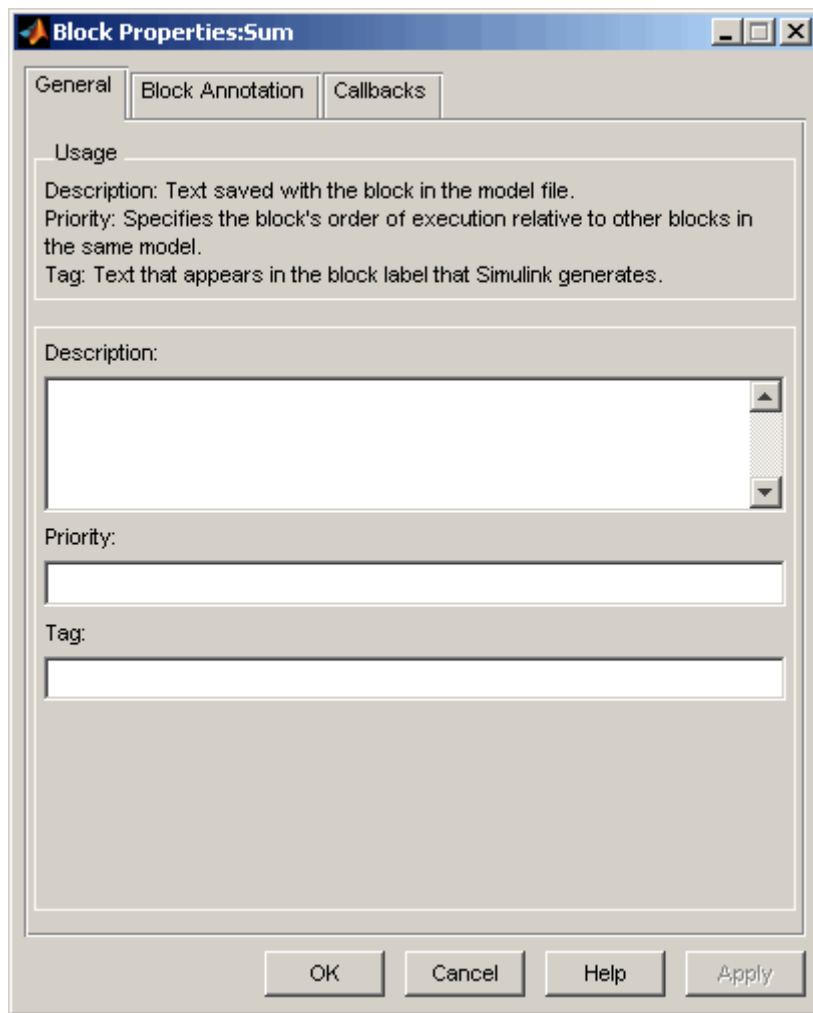 Block Properties:Sum
General
Block Annotation
Callbacks
Usage
Description: Text saved with the block in the model file.
Priority: Specifies the block's order of execution relative to other blocks in
the same model.
Tag: Text that appears in the block label that Simulink generates.
Description:
Priority:
Tag:
OK
Cancel
Help
Apply